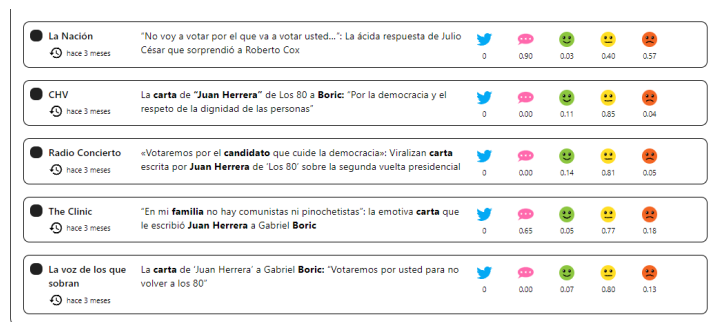 La Nación
hace 3 meses
“No voy a votar por el que va a votar usted...”: La ácida respuesta de Julio
César que sorprendió a Roberto Cox
0 0.90 0.03 0.40 0.57
CHV
hace 3 meses
La carta de “Juan Herrera” de Los 80 a Boric: “Por la democracia y el
respeto de la dignidad de las personas”
0 0.00 0.11 0.85 0.04
Radio Concierto
hace 3 meses
«Votaremos por el candidato que cuide la democracia»: Viralizan carta
escrita por Juan Herrera de ‘Los 80’ sobre la segunda vuelta presidencial
0 0.00 0.14 0.81 0.05
The Clinic
hace 3 meses
“En mi familia no hay comunistas ni pinochetistas”: la emotiva carta que
le escribió Juan Herrera a Gabriel Boric
0 0.65 0.05 0.77 0.18
La voz de los que
sobran
hace 3 meses
La carta de ‘Juan Herrera’ a Gabriel Boric: “Votaremos por usted para no
volver a los 80”
0 0.00 0.07 0.80 0.13